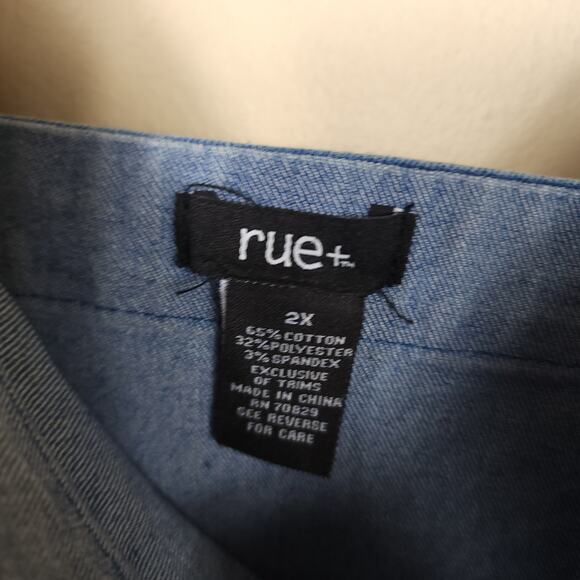 rue+™
2X
65% COTTON
32% POLYESTER
3% SPANDEX
EXCLUSIVE
OF TRIMS
MADE IN CHINA
RN 70829
SEE REVERSE
FOR CARE